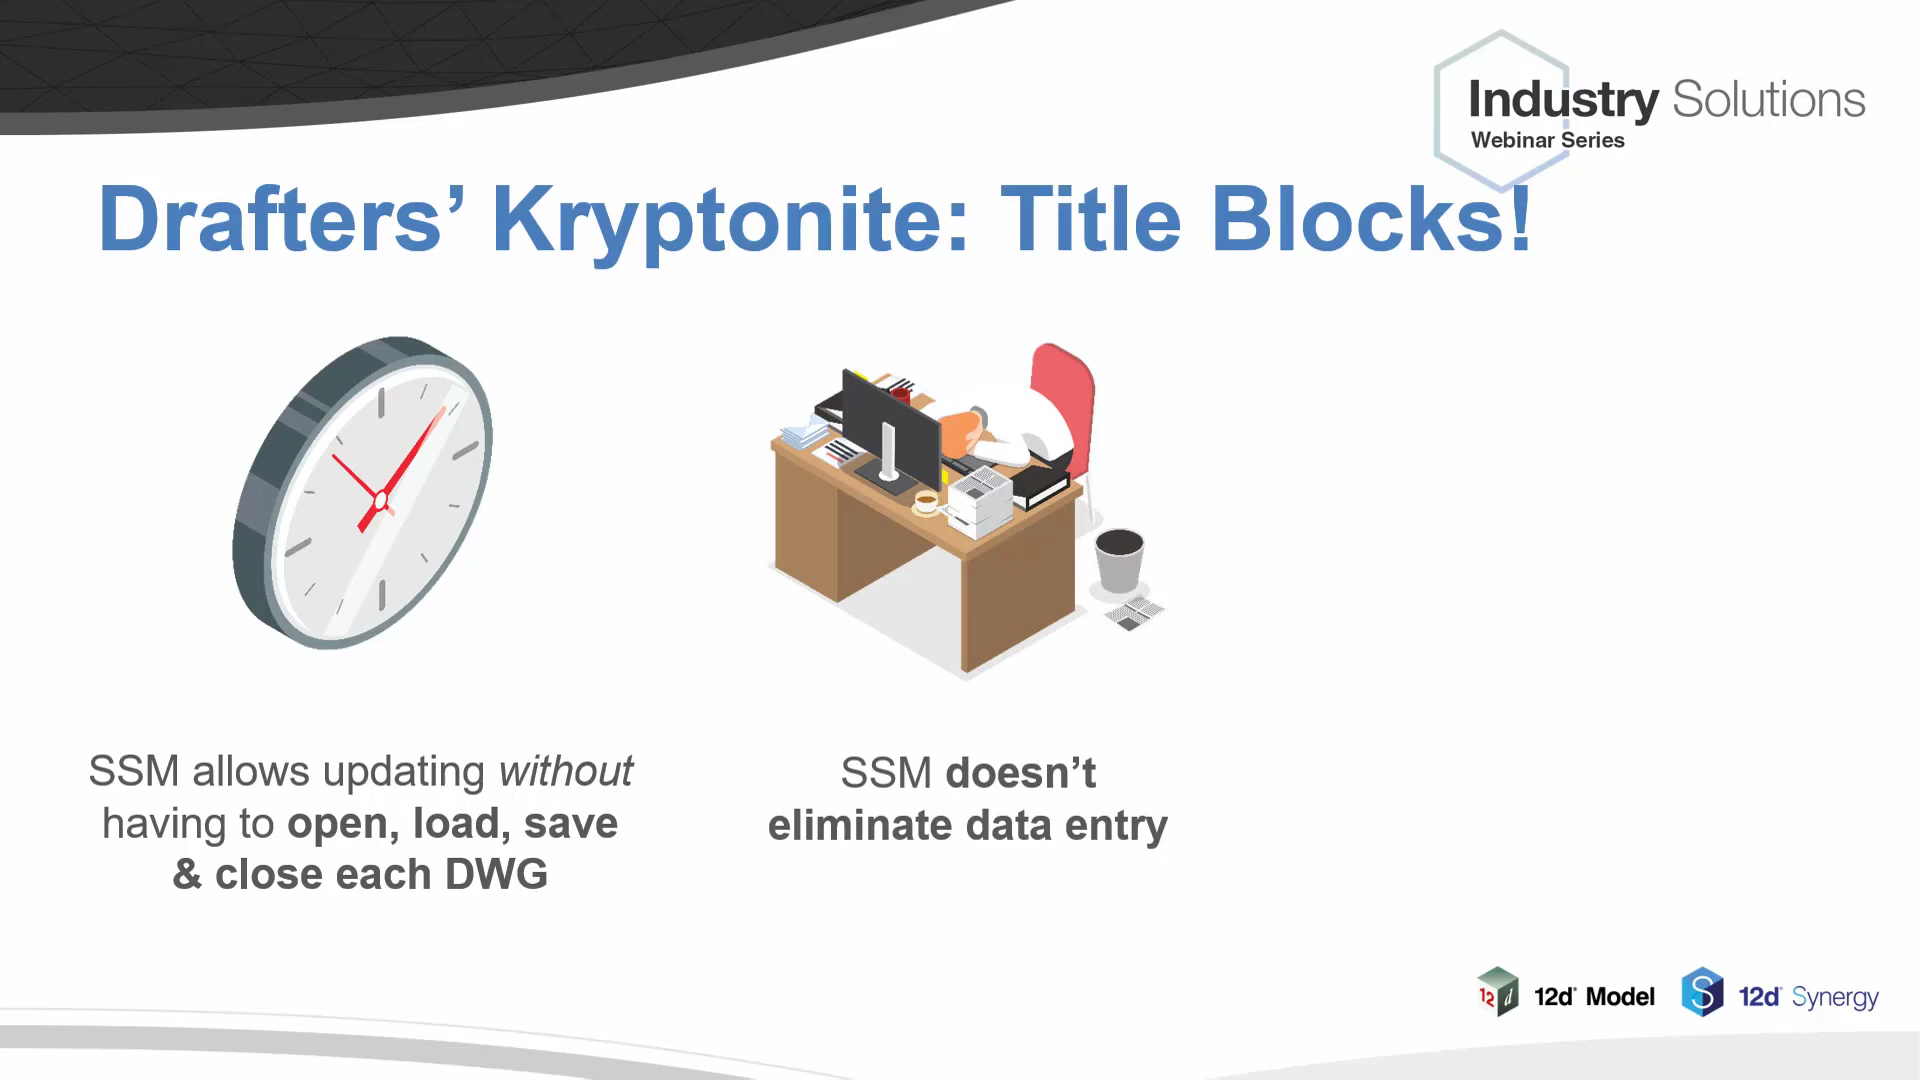 Industry Solutions
Webinar Series
Drafters’ Kryptonite: Title Blocks!
SSM allows updating without
having to open, load, save
& close each DWG
SSM doesn’t
eliminate data entry
12d 12d® Model S 12d® Synergy